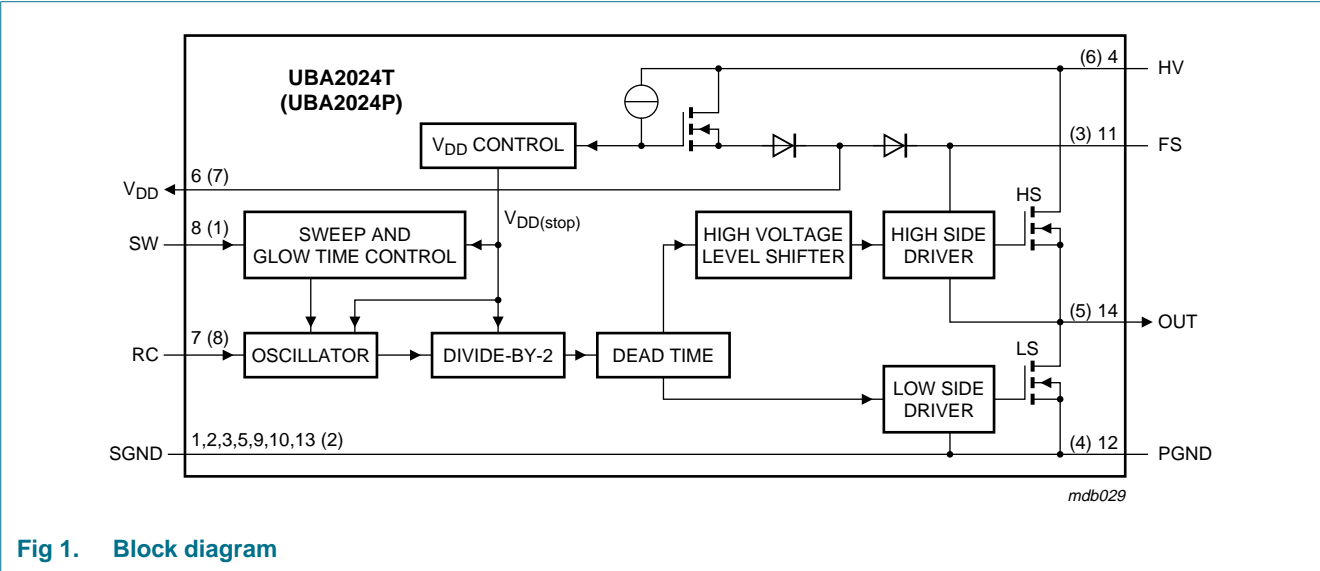 UBA2024T
(UBA2024P)
(6) 4
HV
VDD CONTROL
(3) 11
FS
VDD
6 (7)
HS
VDD(stop)
SW
8 (1)
SWEEP AND
GLOW TIME CONTROL
HIGH VOLTAGE
LEVEL SHIFTER
HIGH SIDE
DRIVER
(5) 14
OUT
RC
7 (8)
OSCILLATOR
DIVIDE-BY-2
DEAD TIME
LS
LOW SIDE
DRIVER
SGND
1,2,3,5,9,10,13 (2)
(4) 12
PGND
mdb029
Fig 1. Block diagram